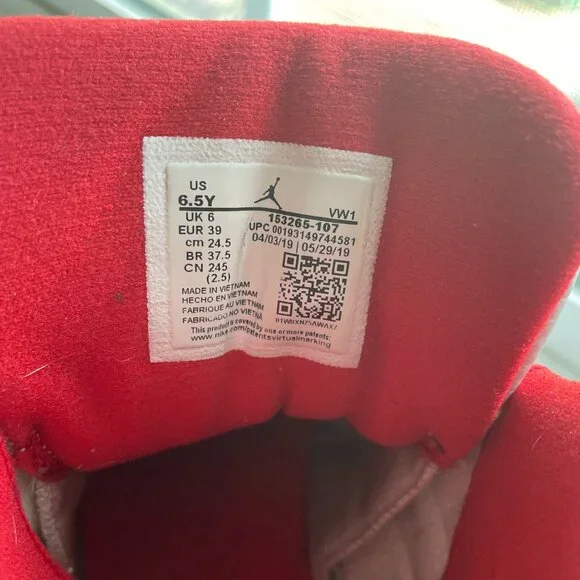 US
6.5Y
VW1
UK 6
EUR 39
cm 24.5
BR 37.5
CN 245
(2.5)
153265-107
UPC 00193149744581
04/03/19 | 05/29/19
MADE IN VIETNAM
HECHO EN VIETNAM
FABRIQUE AU VIETNAM
FABRICADO NO VIETNÃ
This product is covered by one or more patents:
www.nike.com/patentsvirtualmarking